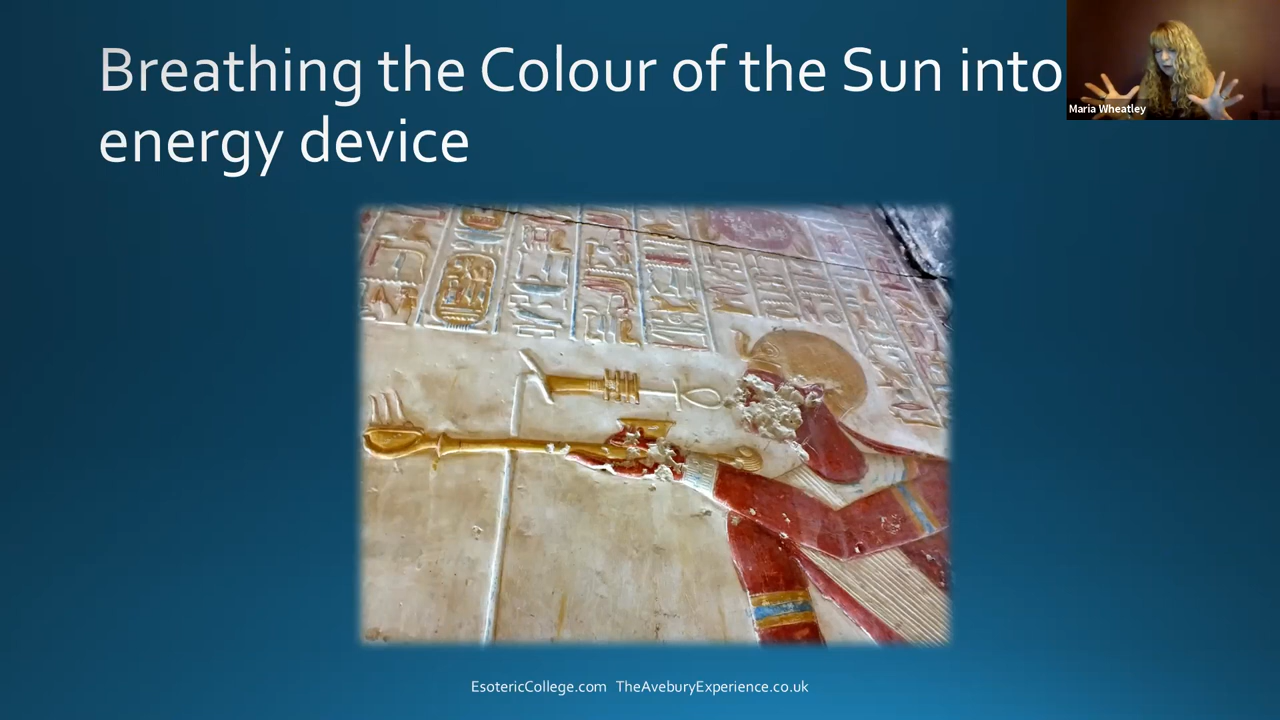 Breathing the Colour of the Sun into
energy device
Maria Wheatley
EsotericCollege.com TheAveburyExperience.co.uk